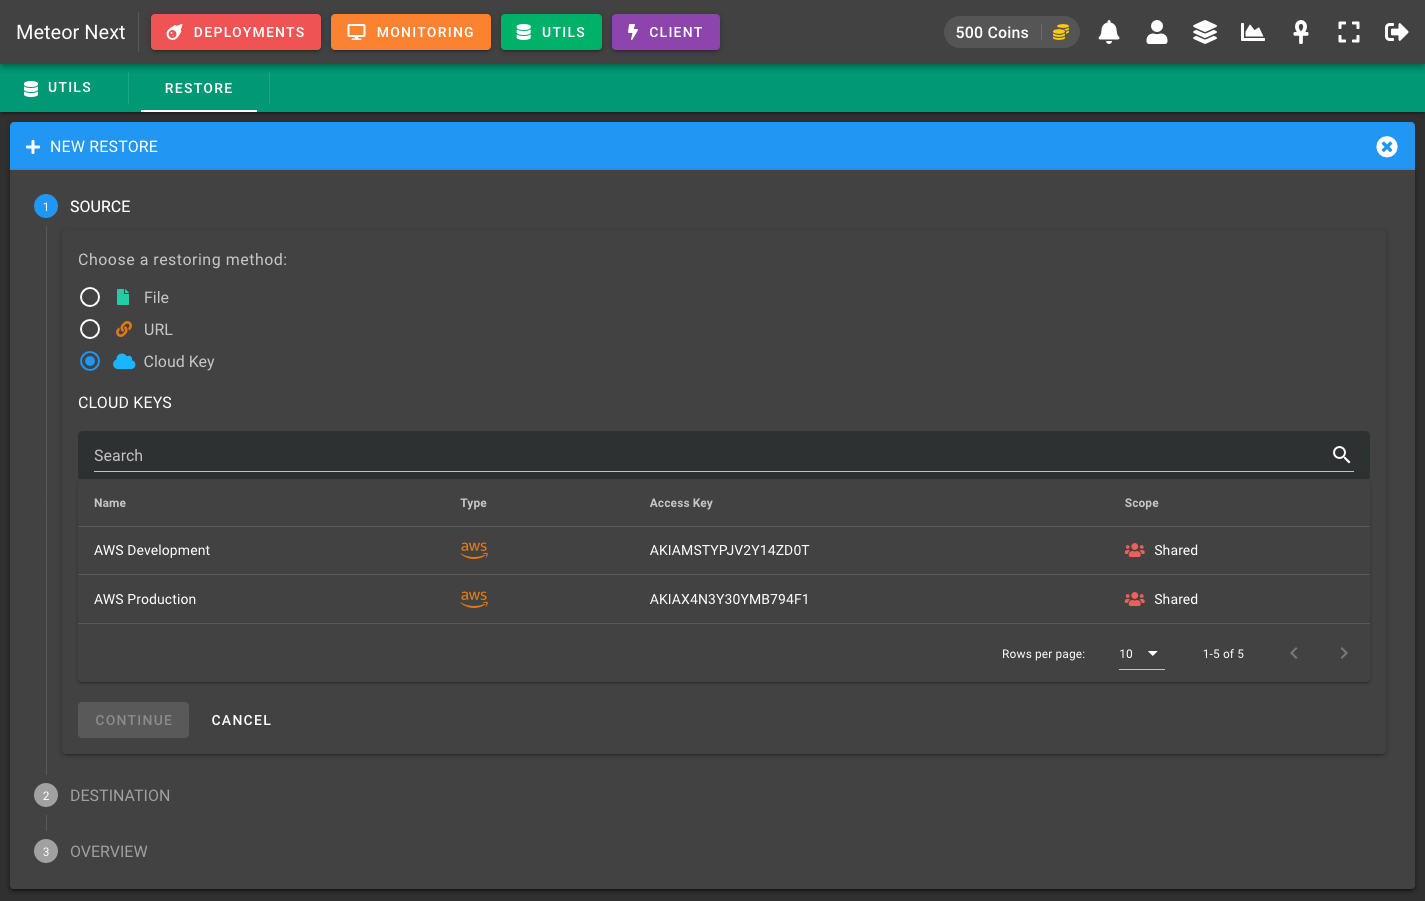 Meteor Next
DEPLOYMENTS
MONITORING
UTILS
CLIENT
500 Coins
UTILS
RESTORE
NEW RESTORE
1 SOURCE
Choose a restoring method:
File
URL
Cloud Key
CLOUD KEYS
Search
Name Type Access Key Scope
AWS Development aws AKIAMSTYPJV2Y14ZD0T Shared
AWS Production aws AKIAX4N3Y30YMB794F1 Shared
Rows per page: 10 1-5 of 5
CONTINUE CANCEL
2 DESTINATION
3 OVERVIEW